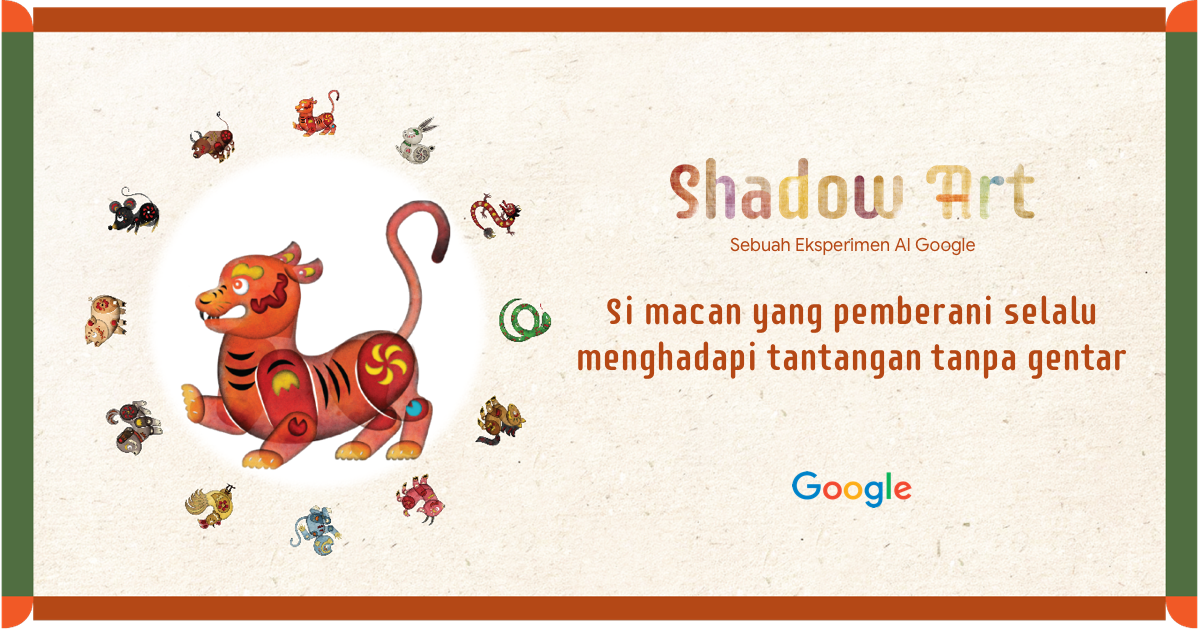 Shadow Art
Sebuah Eksperimen AI Google
Si macan yang pemberani selalu
menghadapi tantangan tanpa gentar
Google